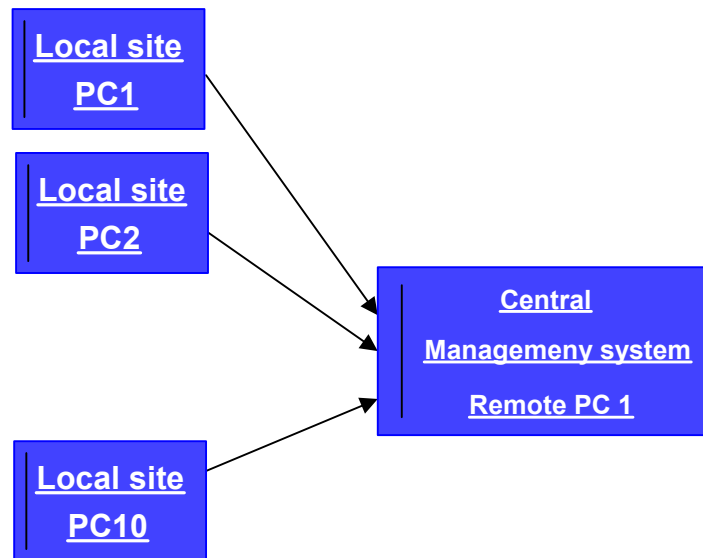 Local site
PC1
Local site
PC2
Central
Managemeny system
Remote PC 1
Local site
PC10